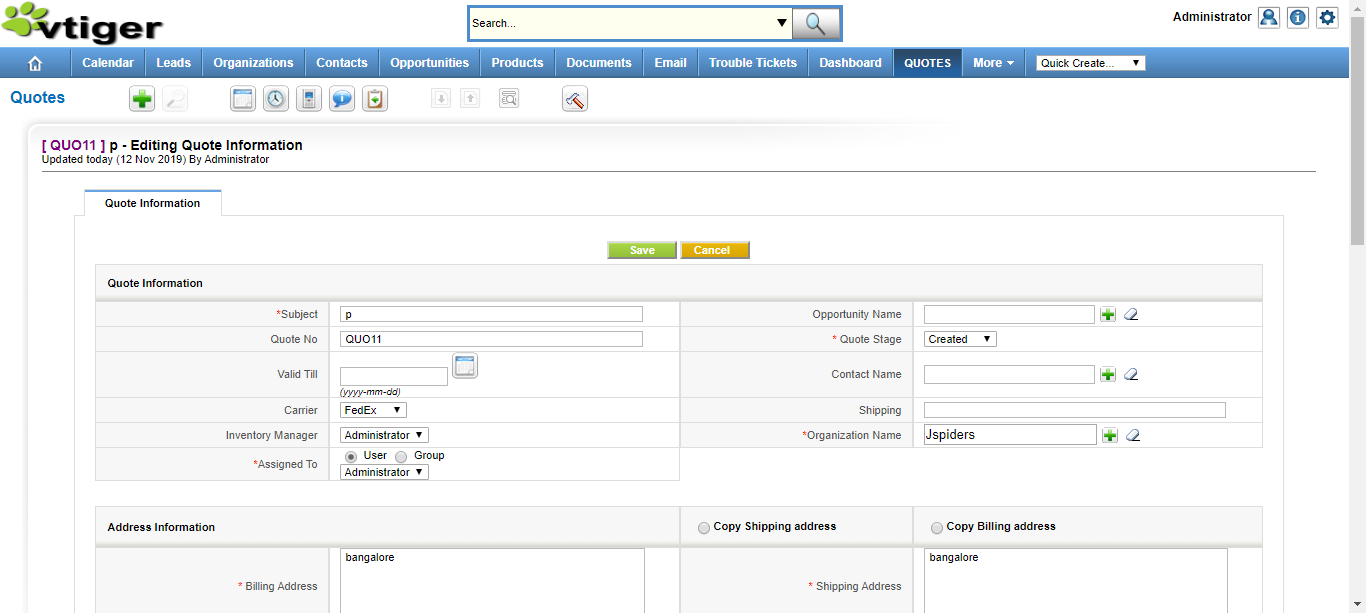 vtiger
Search...
Administrator
Calendar Leads Organizations Contacts Opportunities Products Documents Email Trouble Tickets Dashboard QUOTES More Quick Create...
Quotes
[ QUO11 ] p - Editing Quote Information
Updated today (12 Nov 2019) By Administrator
Quote Information
Save Cancel
Quote Information
*Subject p Opportunity Name
Quote No QUO11 * Quote Stage Created
Valid Till (yyyy-mm-dd) Contact Name
Carrier FedEx Shipping
Inventory Manager Administrator *Organization Name Jspiders
*Assigned To User Group
Administrator
Address Information Copy Shipping address Copy Billing address
* Billing Address bangalore * Shipping Address bangalore